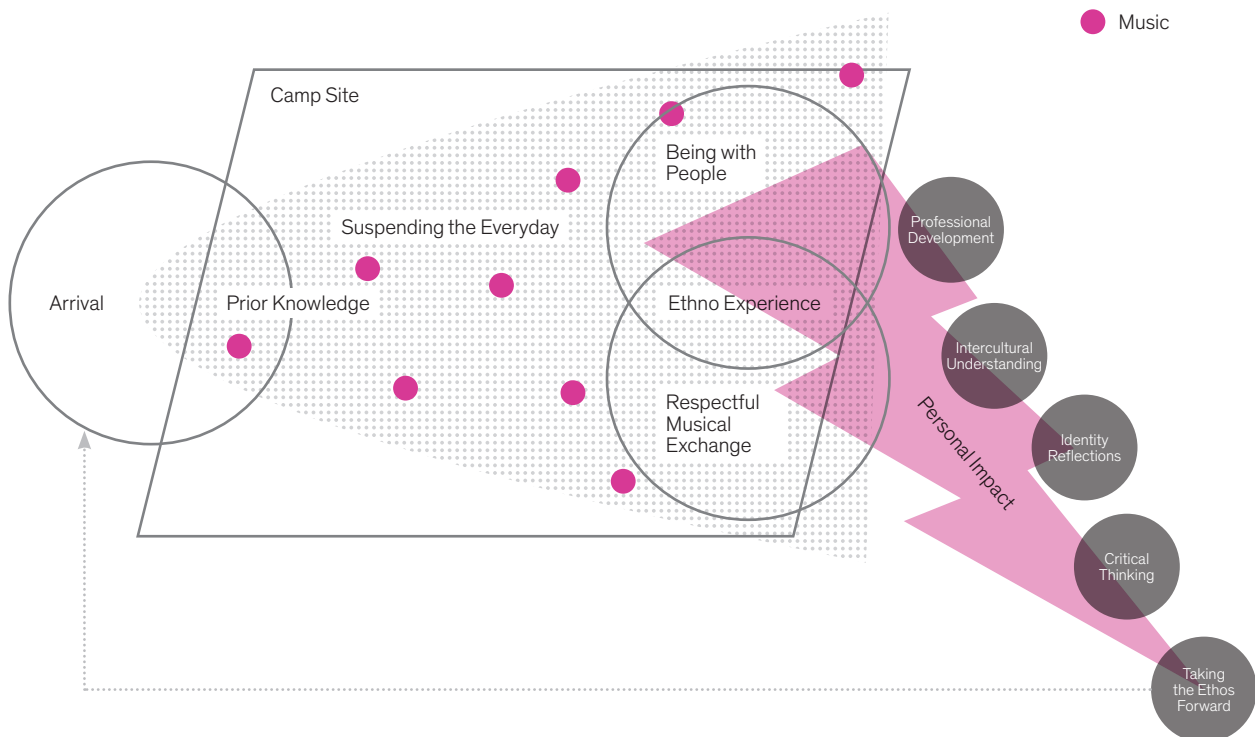 Music
Camp Site
Being with
People
Professional
Development
Suspending the Everyday
Arrival
Prior Knowledge
Ethno Experience
Intercultural
Understanding
Respectful
Musical
Exchange
Personal Impact
Identity
Reflections
Critical
Thinking
Taking
the Ethos
Forward